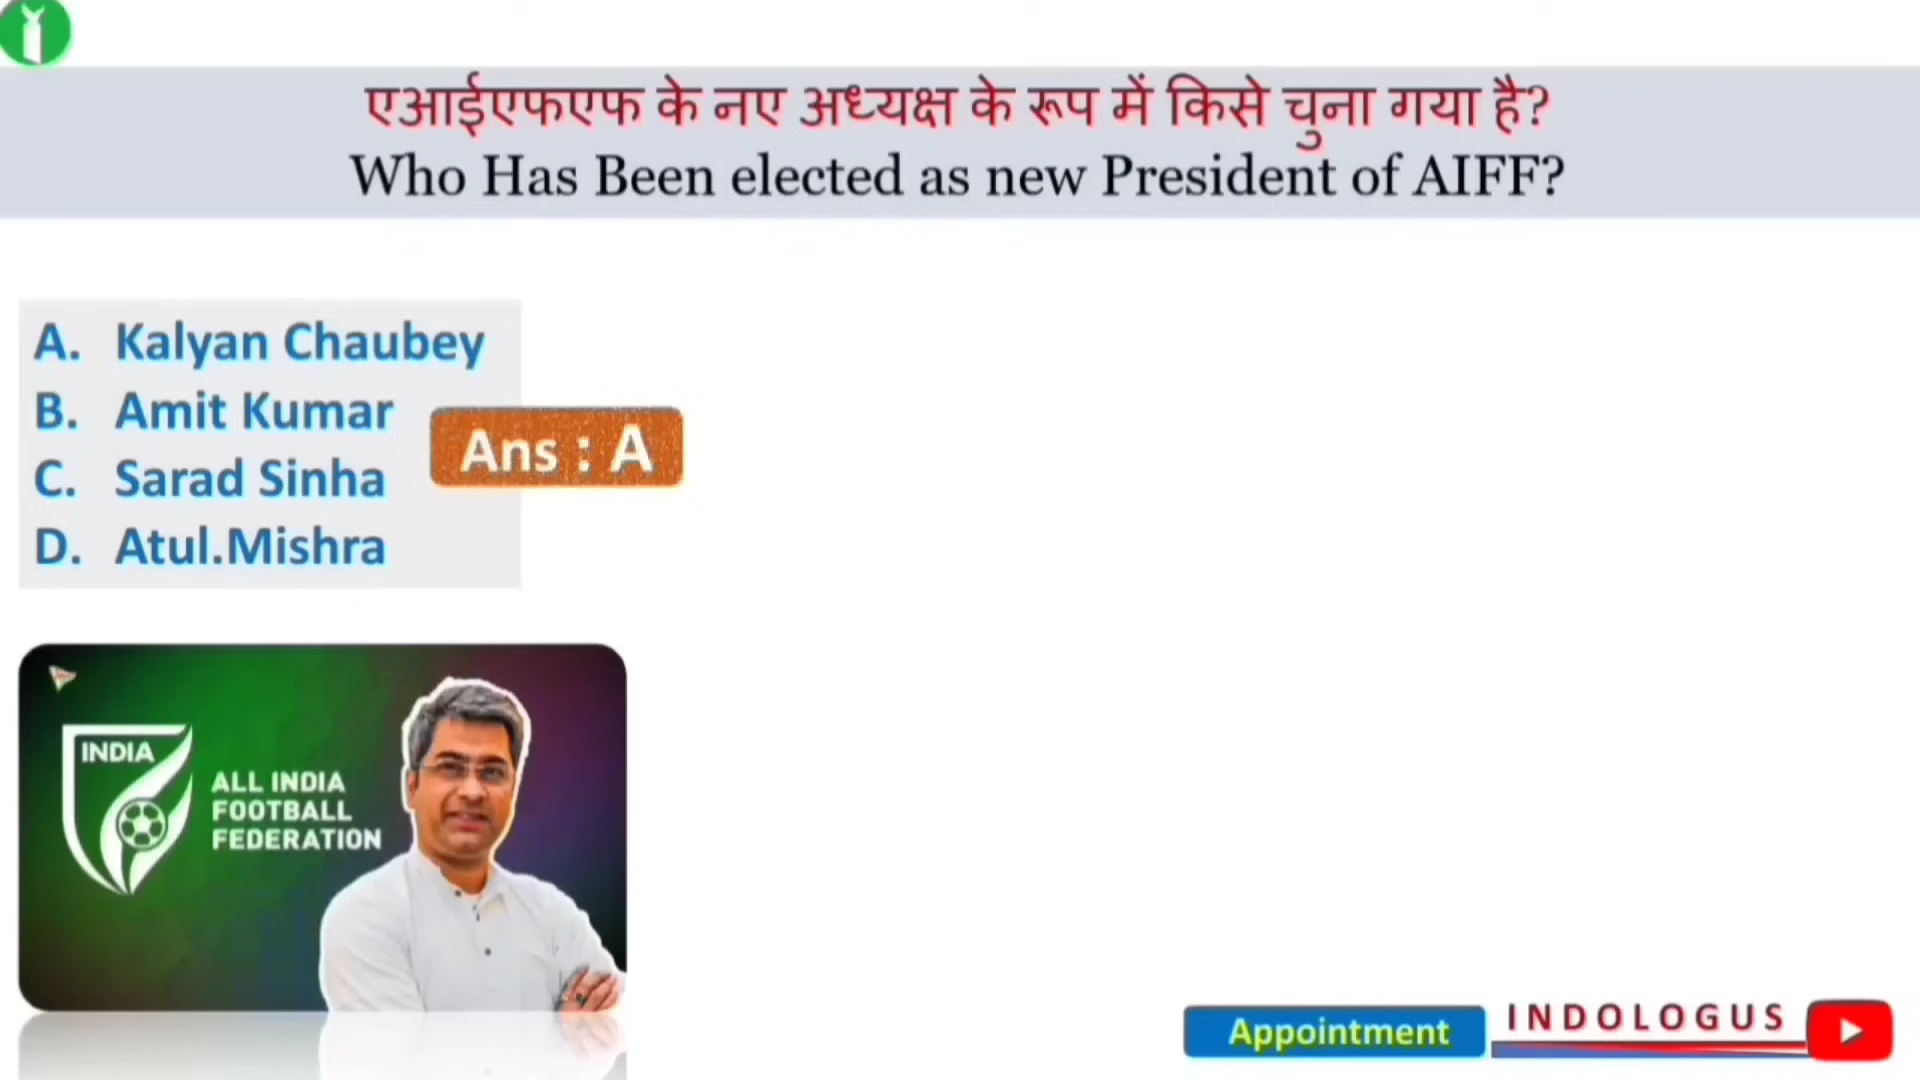 एआईएफएफ के नए अध्यक्ष के रूप में किसे चुना गया है?
Who Has Been elected as new President of AIFF?
A. Kalyan Chaubey
B. Amit Kumar
C. Sarad Sinha
D. Atul.Mishra
Ans : A
INDIA
ALL INDIA
FOOTBALL
FEDERATION
Appointment
INDOLOGUS